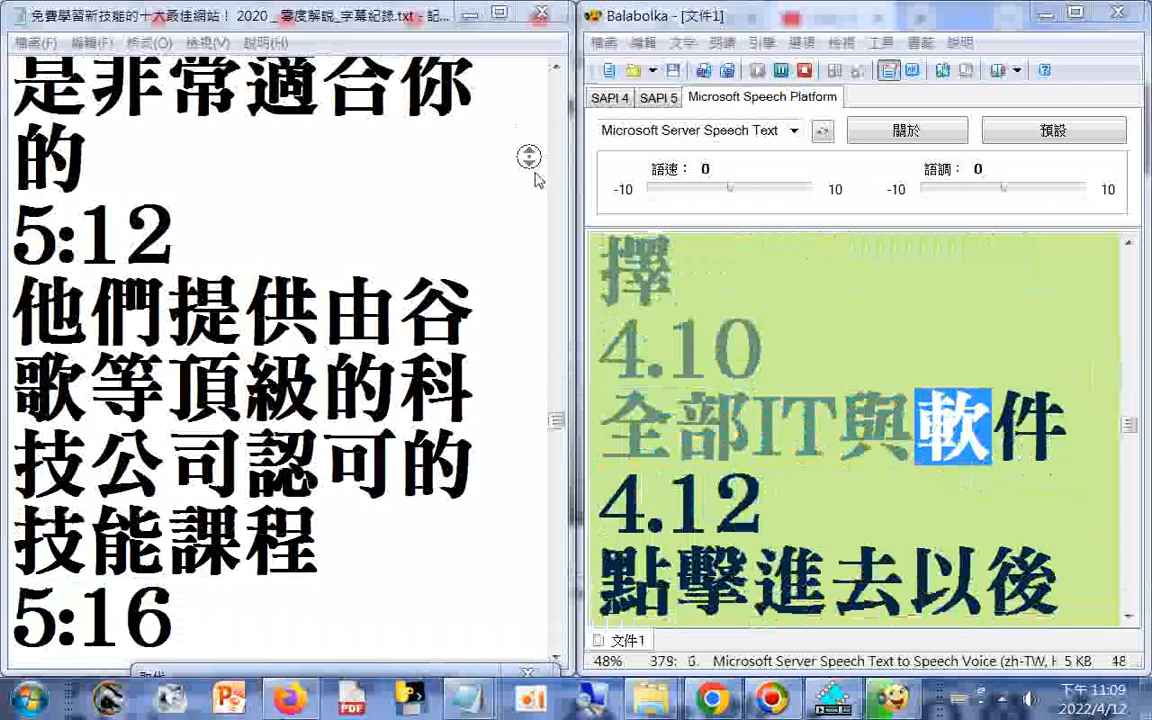 免費學習新技能的十大最佳網站！ 2020 _ 零度解說_字幕紀錄.txt - 記...
檔案(F) 編輯(E) 格式(O) 檢視(V) 說明(H)
是非常適合你
的
5:12
他們提供由谷
歌等頂級的科
技公司認可的
技能課程
5:16
Balabolka - [文件1]
檔案 編輯 文字 朗讀 引擎 選項 檢視 工具 書籤 說明
SAPI 4 SAPI 5 Microsoft Speech Platform
Microsoft Server Speech Text 關於 預設
語速： 0 語調： 0
-10 10 -10 10
擇
4.10
全部IT與軟件
4.12
點擊進去以後
文件1
48% 379: Microsoft Server Speech Text to Speech Voice (zh-TW, H 5 KB 48
PDF
下午 11:09
2022/4/12